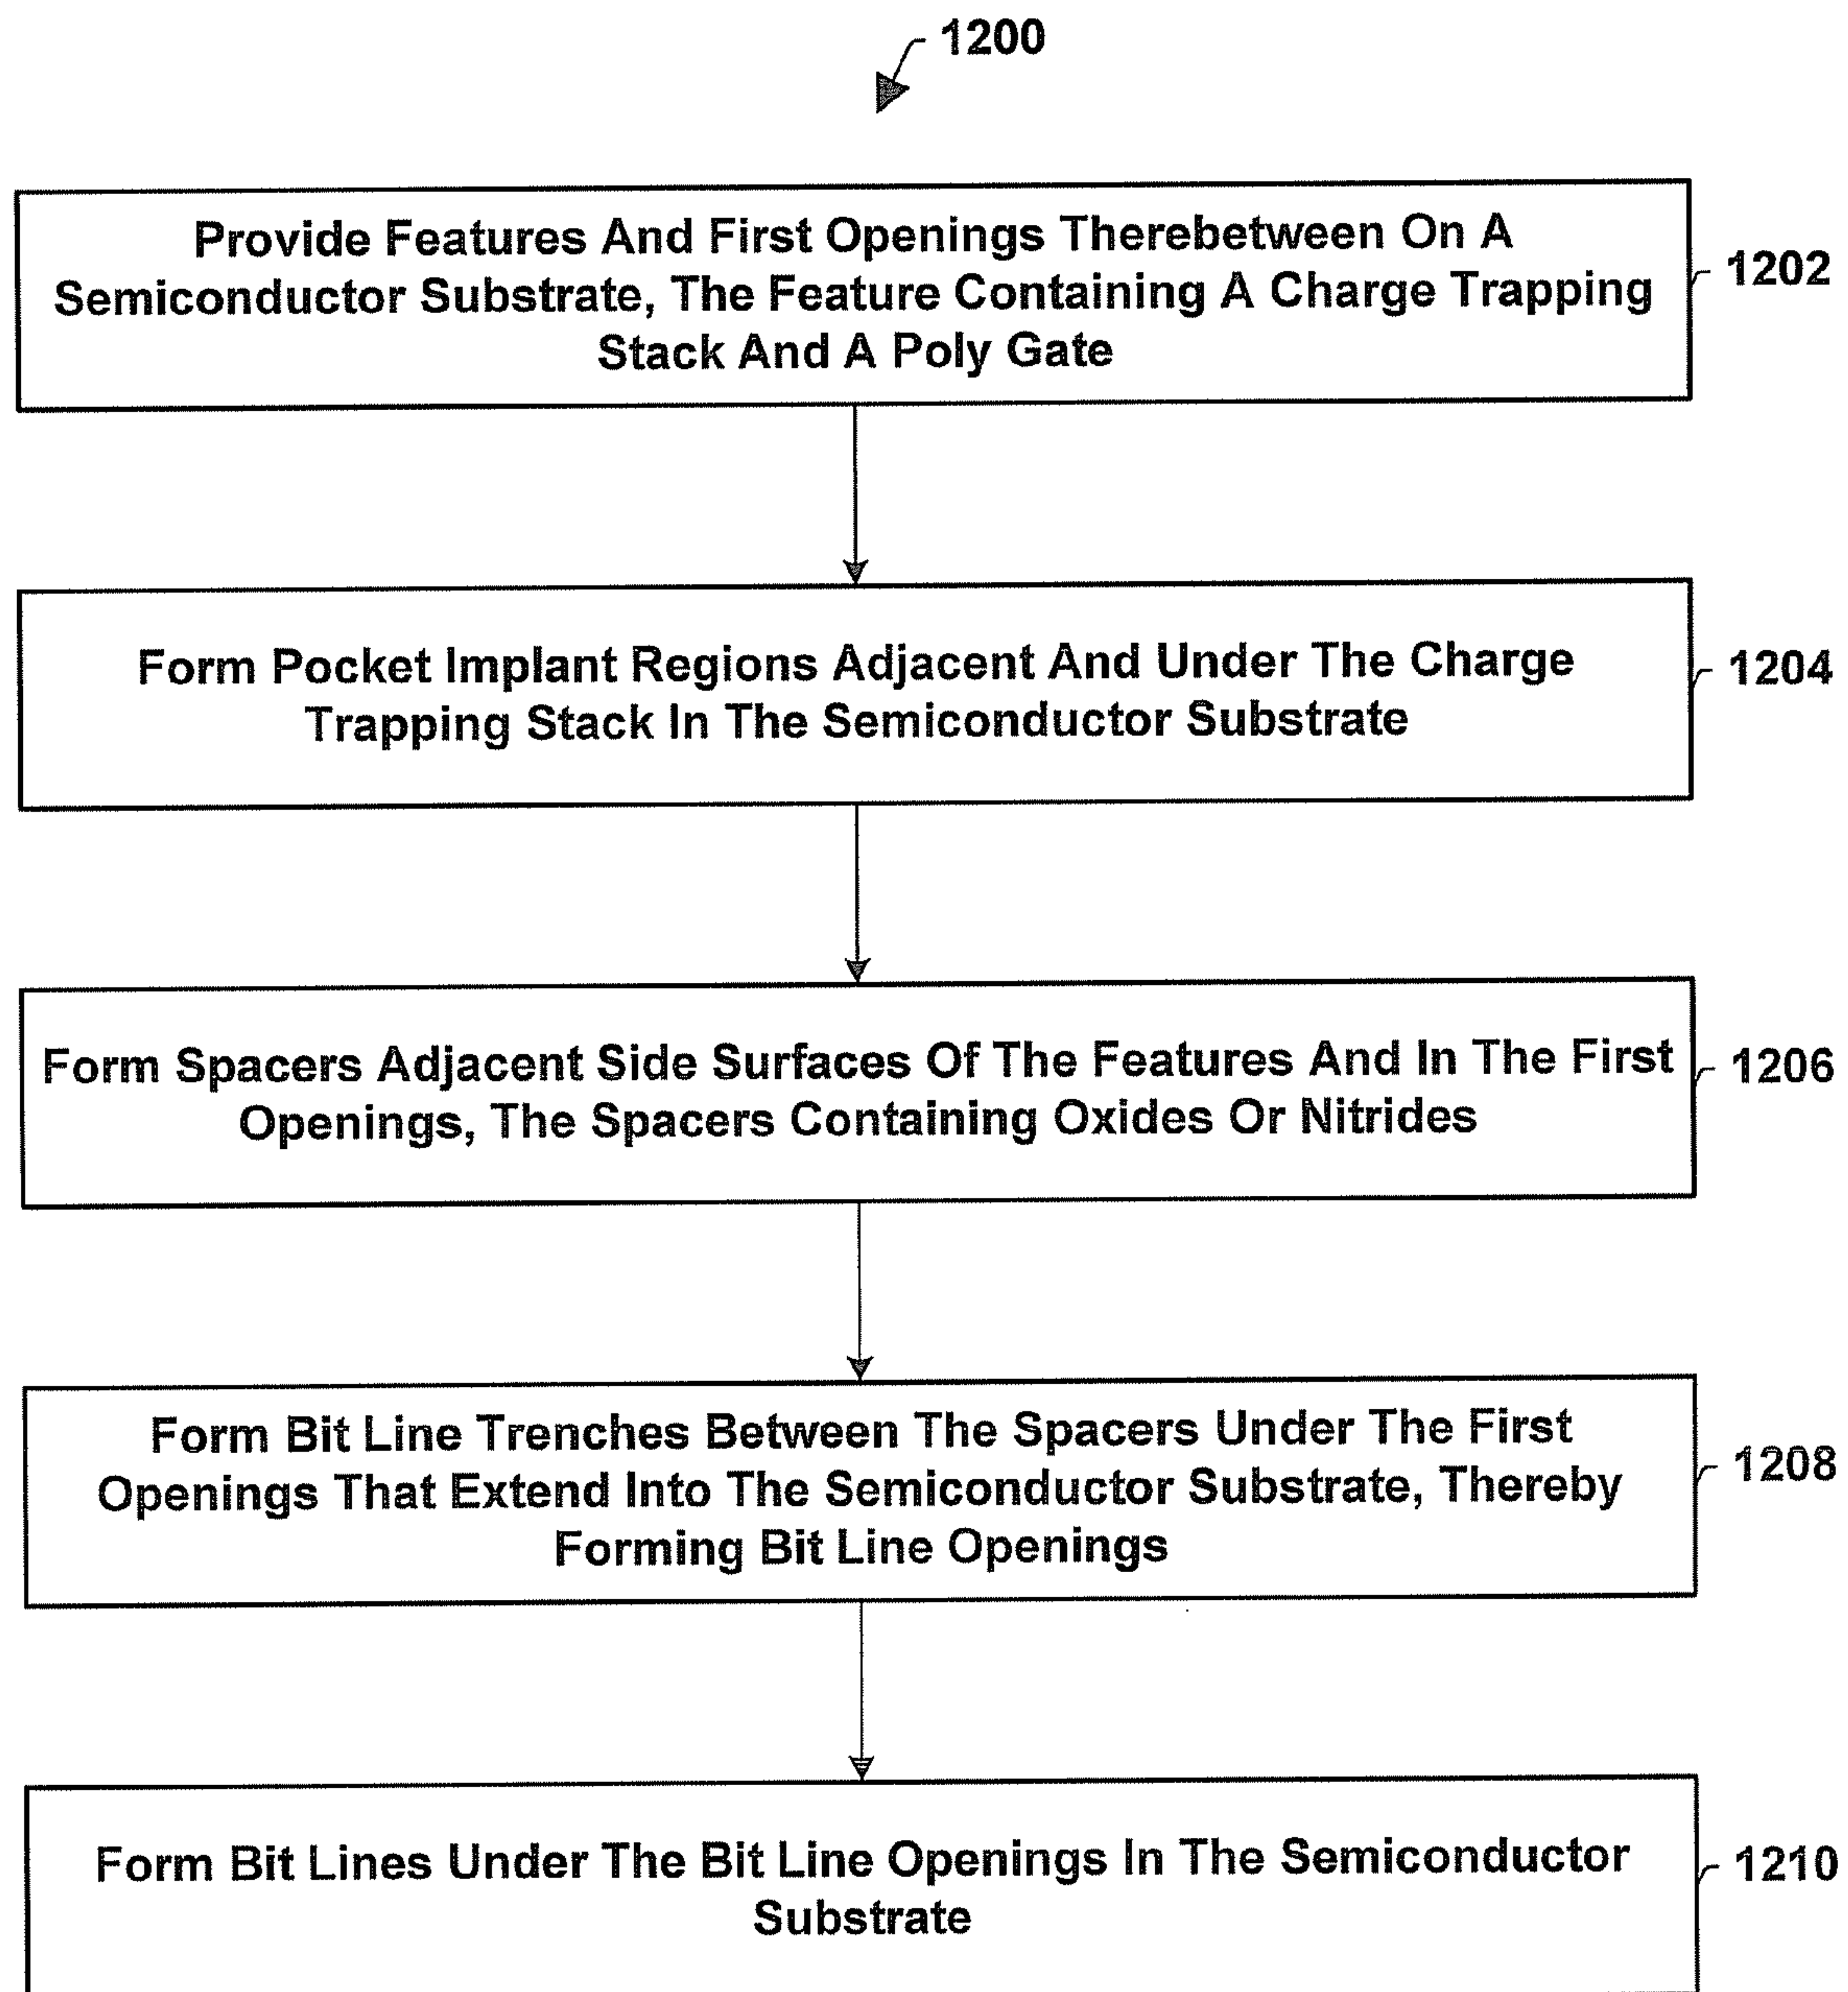 1200
Provide Features And First Openings Therebetween On A
Semiconductor Substrate, The Feature Containing A Charge Trapping
Stack And A Poly Gate
1202
Form Pocket Implant Regions Adjacent And Under The Charge
Trapping Stack In The Semiconductor Substrate
1204
Form Spacers Adjacent Side Surfaces Of The Features And In The First
Openings, The Spacers Containing Oxides Or Nitrides
1206
Form Bit Line Trenches Between The Spacers Under The First
Openings That Extend Into The Semiconductor Substrate, Thereby
Forming Bit Line Openings
1208
Form Bit Lines Under The Bit Line Openings In The Semiconductor
Substrate
1210